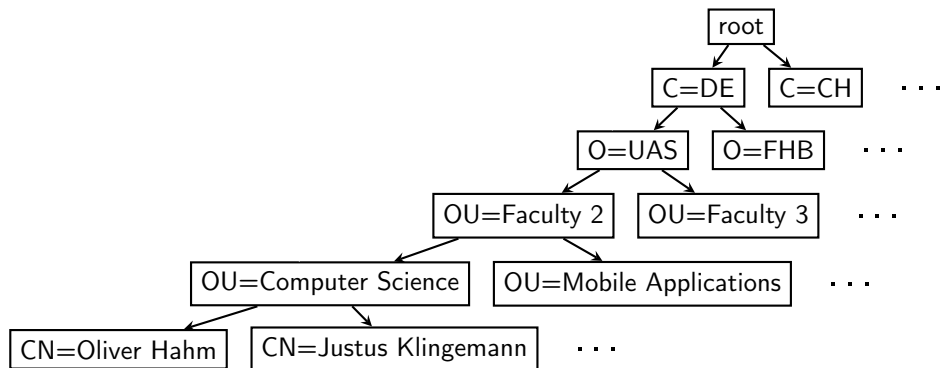 root
C=DE C=CH ...
O=UAS O=FHB ...
OU=Faculty 2 OU=Faculty 3 ...
OU=Computer Science OU=Mobile Applications ...
CN=Oliver Hahm CN=Justus Klingemann ...